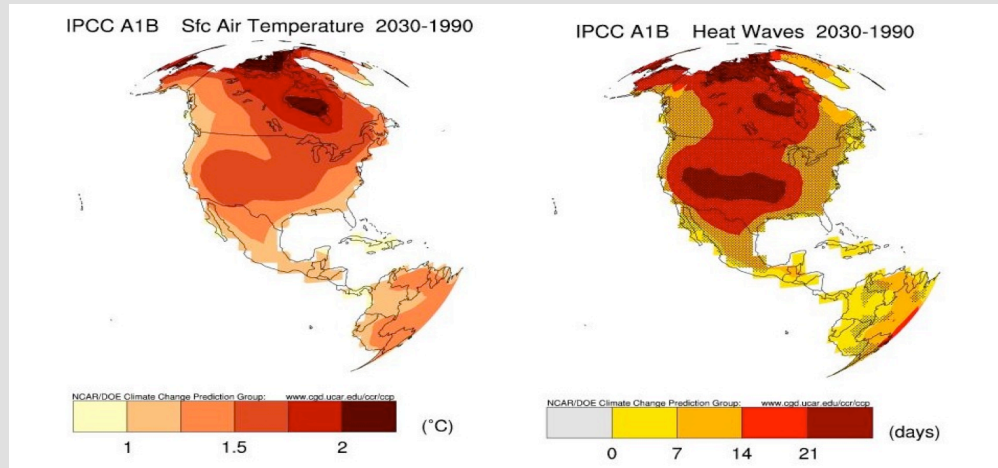 IPCC A1B Sfc Air Temperature 2030-1990
NCAR/DOE Climate Change Prediction Group: www.cgd.ucar.edu/ccr/ccp
(°C)
1 1.5 2
IPCC A1B Heat Waves 2030-1990
NCAR/DOE Climate Change Prediction Group: www.cgd.ucar.edu/ccr/ccp
(days)
0 7 14 21